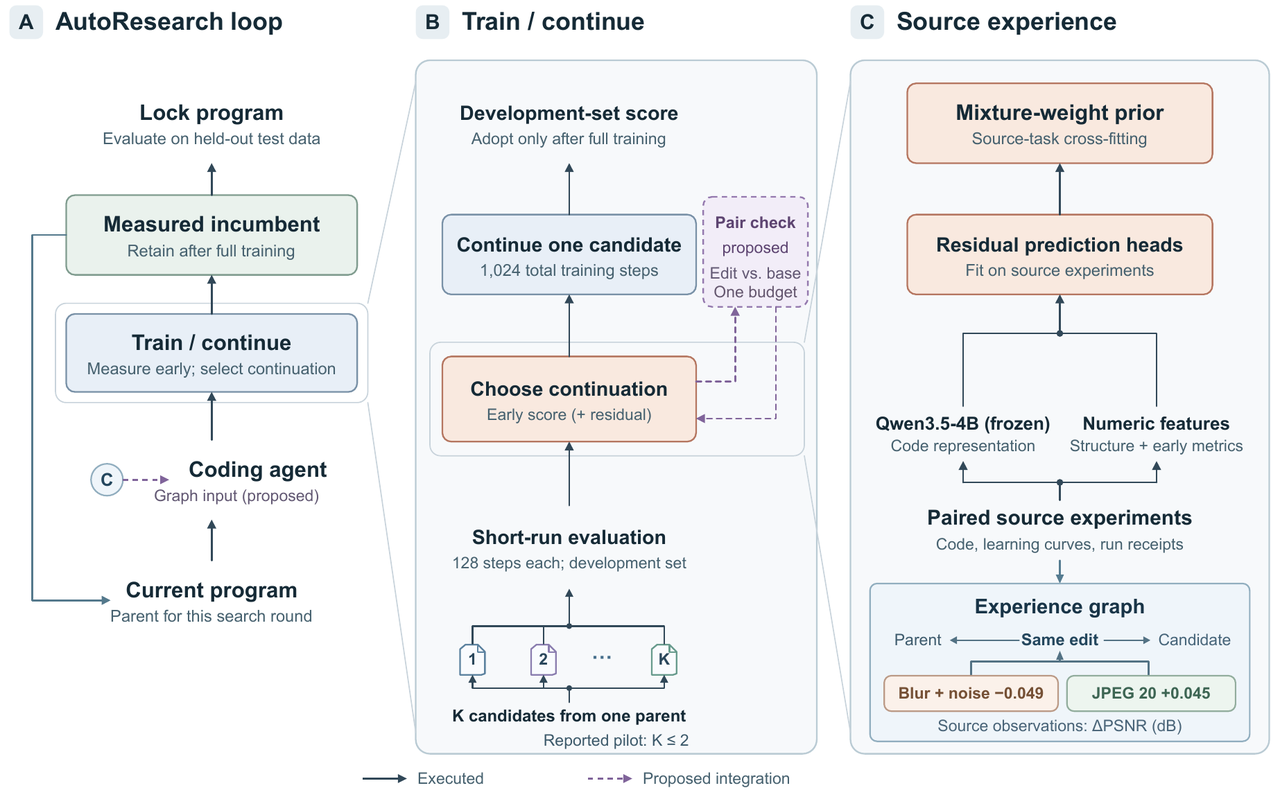 A AutoResearch loop
Lock program
Evaluate on held-out test data
Measured incumbent
Retain after full training
Train / continue
Measure early; select continuation
Coding agent
C
Graph input (proposed)
Current program
Parent for this search round
B Train / continue
Development-set score
Adopt only after full training
Continue one candidate
1,024 total training steps
Pair check
proposed
Edit vs. base
One budget
Choose continuation
Early score (+ residual)
Short-run evaluation
128 steps each; development set
1 2 ··· K
K candidates from one parent
Reported pilot: K ≤ 2
C Source experience
Mixture-weight prior
Source-task cross-fitting
Residual prediction heads
Fit on source experiments
Qwen3.5-4B (frozen)
Code representation
Numeric features
Structure + early metrics
Paired source experiments
Code, learning curves, run receipts
Experience graph
Parent Same edit Candidate
Blur + noise −0.049 JPEG 20 +0.045
Source observations: ΔPSNR (dB)
Executed Proposed integration